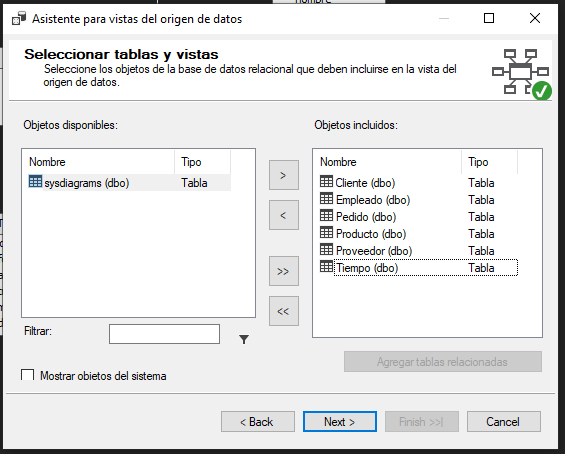 Nombre
Asistente para vistas del origen de datos
Seleccionar tablas y vistas
Seleccione los objetos de la base de datos relacional que deben incluirse en la vista del
origen de datos.
Objetos disponibles:
Nombre Tipo
sysdiagrams (dbo) Tabla
Filtrar:
Mostrar objetos del sistema
>
<
>>
<<
Objetos incluidos:
Nombre Tipo
Cliente (dbo) Tabla
Empleado (dbo) Tabla
Pedido (dbo) Tabla
Producto (dbo) Tabla
Proveedor (dbo) Tabla
Tiempo (dbo) Tabla
Agregar tablas relacionadas
< Back Next > Finish >>| Cancel